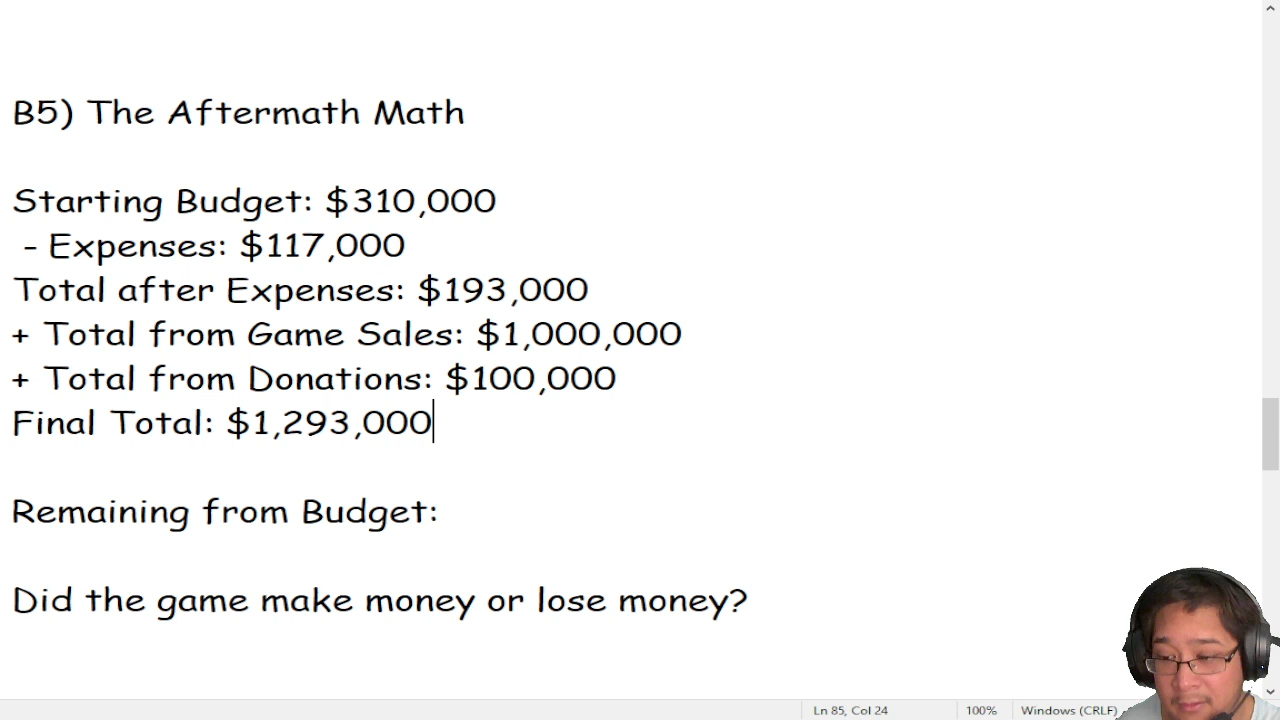 B5) The Aftermath Math
Starting Budget: $310,000
- Expenses: $117,000
Total after Expenses: $193,000
+ Total from Game Sales: $1,000,000
+ Total from Donations: $100,000
Final Total: $1,293,000
Remaining from Budget:
Did the game make money or lose money?
Ln 85, Col 24 100% Windows (CRLF)